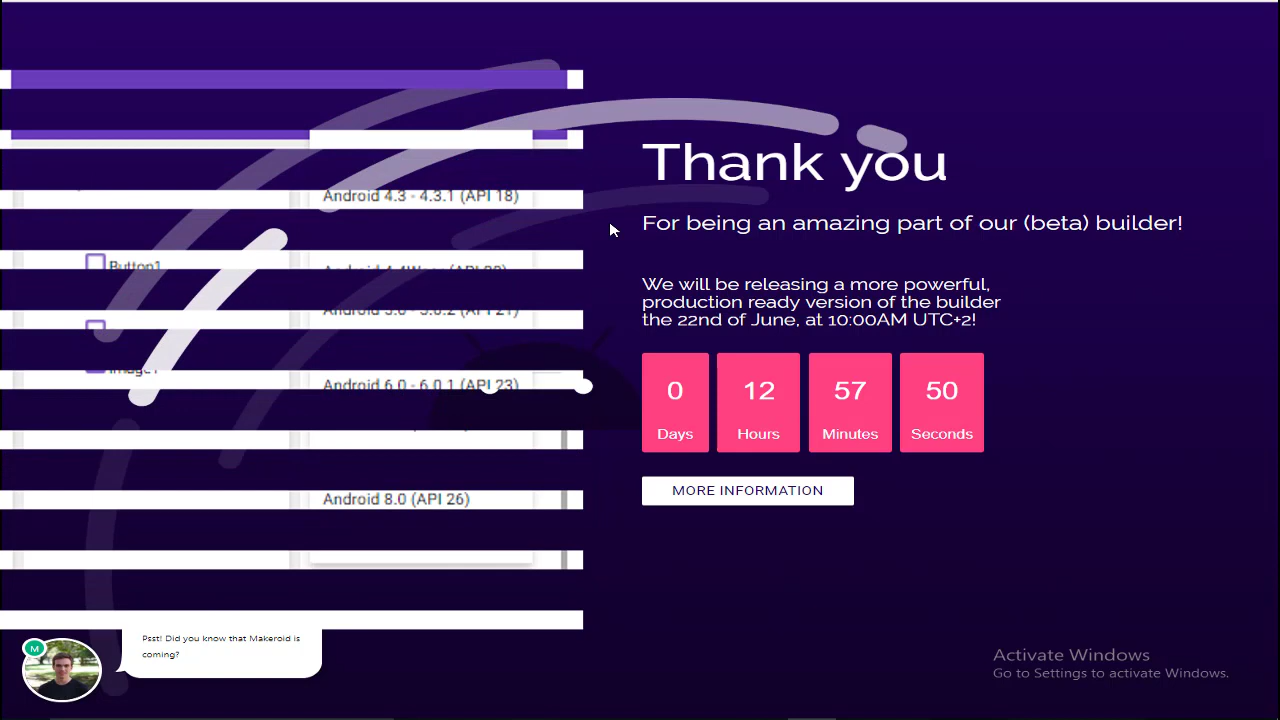 Thank you
For being an amazing part of our (beta) builder!
We will be releasing a more powerful,
production ready version of the builder
the 22nd of June, at 10:00AM UTC+2!
0
12
57
50
Days
Hours
Minutes
Seconds
MORE INFORMATION
Android 4.3 - 4.3.1 (API 18)
Button1
Android 6.0 - 6.0.1 (API 23)
Android 8.0 (API 26)
M
Psst! Did you know that Makeroid is
coming?
Activate Windows
Go to Settings to activate Windows.